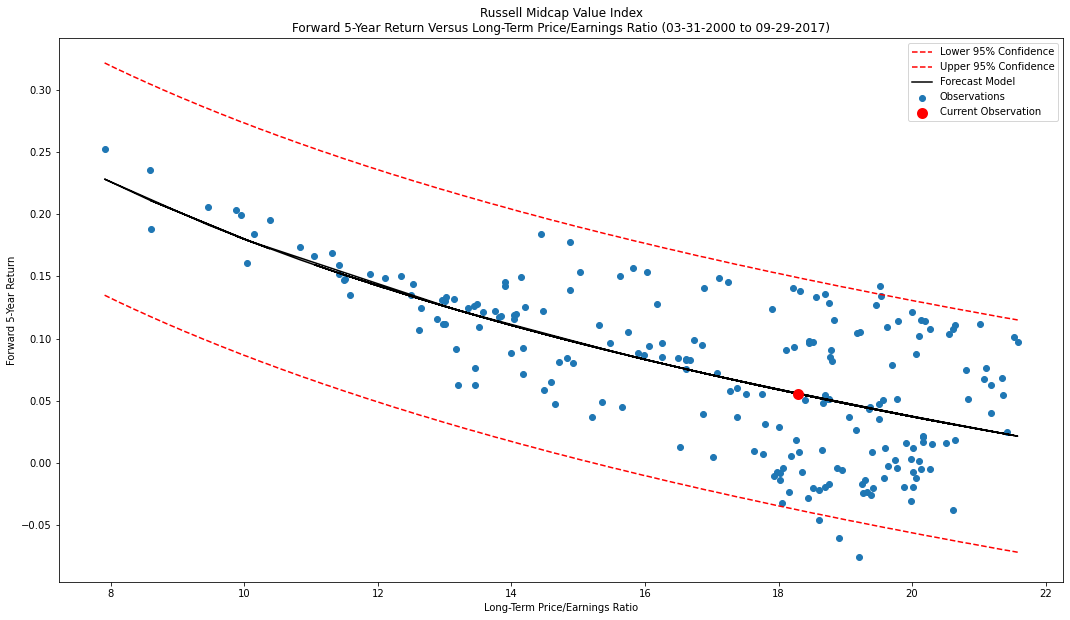 Russell Midcap Value Index
Forward 5-Year Return Versus Long-Term Price/Earnings Ratio (03-31-2000 to 09-29-2017)
Lower 95% Confidence
Upper 95% Confidence
Forecast Model
Observations
Current Observation
Forward 5-Year Return
0.30
0.25
0.20
0.15
0.10
0.05
0.00
−0.05
8 10 12 14 16 18 20 22
Long-Term Price/Earnings Ratio